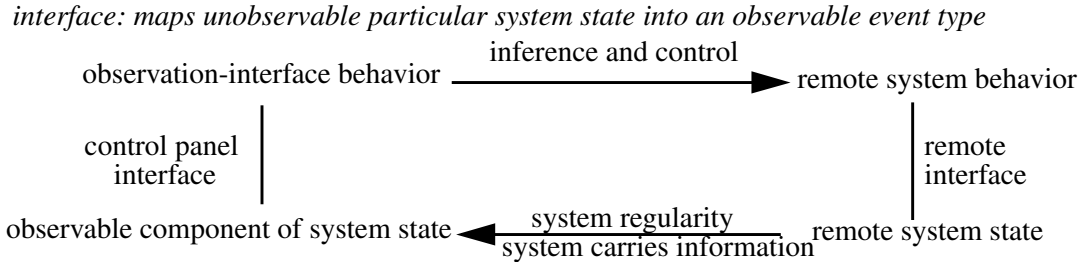 interface: maps unobservable particular system state into an observable event type
inference and control
observation-interface behavior
remote system behavior
control panel
interface
remote
interface
system regularity
observable component of system state
remote system state
system carries information